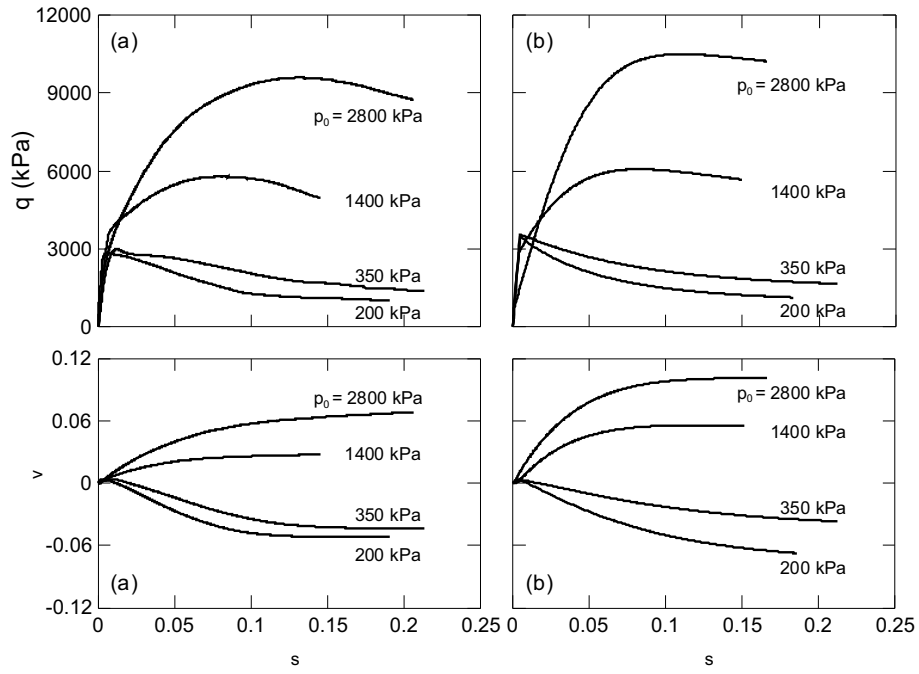 12000
9000
6000
3000
0
q (kPa)
(a)
p₀ = 2800 kPa
1400 kPa
350 kPa
200 kPa
(b)
p₀ = 2800 kPa
1400 kPa
350 kPa
200 kPa
0.12
0.06
0
-0.06
-0.12
v
p₀ = 2800 kPa
1400 kPa
350 kPa
200 kPa
(a)
0 0.05 0.1 0.15 0.2 0.25
s
p₀ = 2800 kPa
1400 kPa
350 kPa
200 kPa
(b)
0 0.05 0.1 0.15 0.2 0.25
s